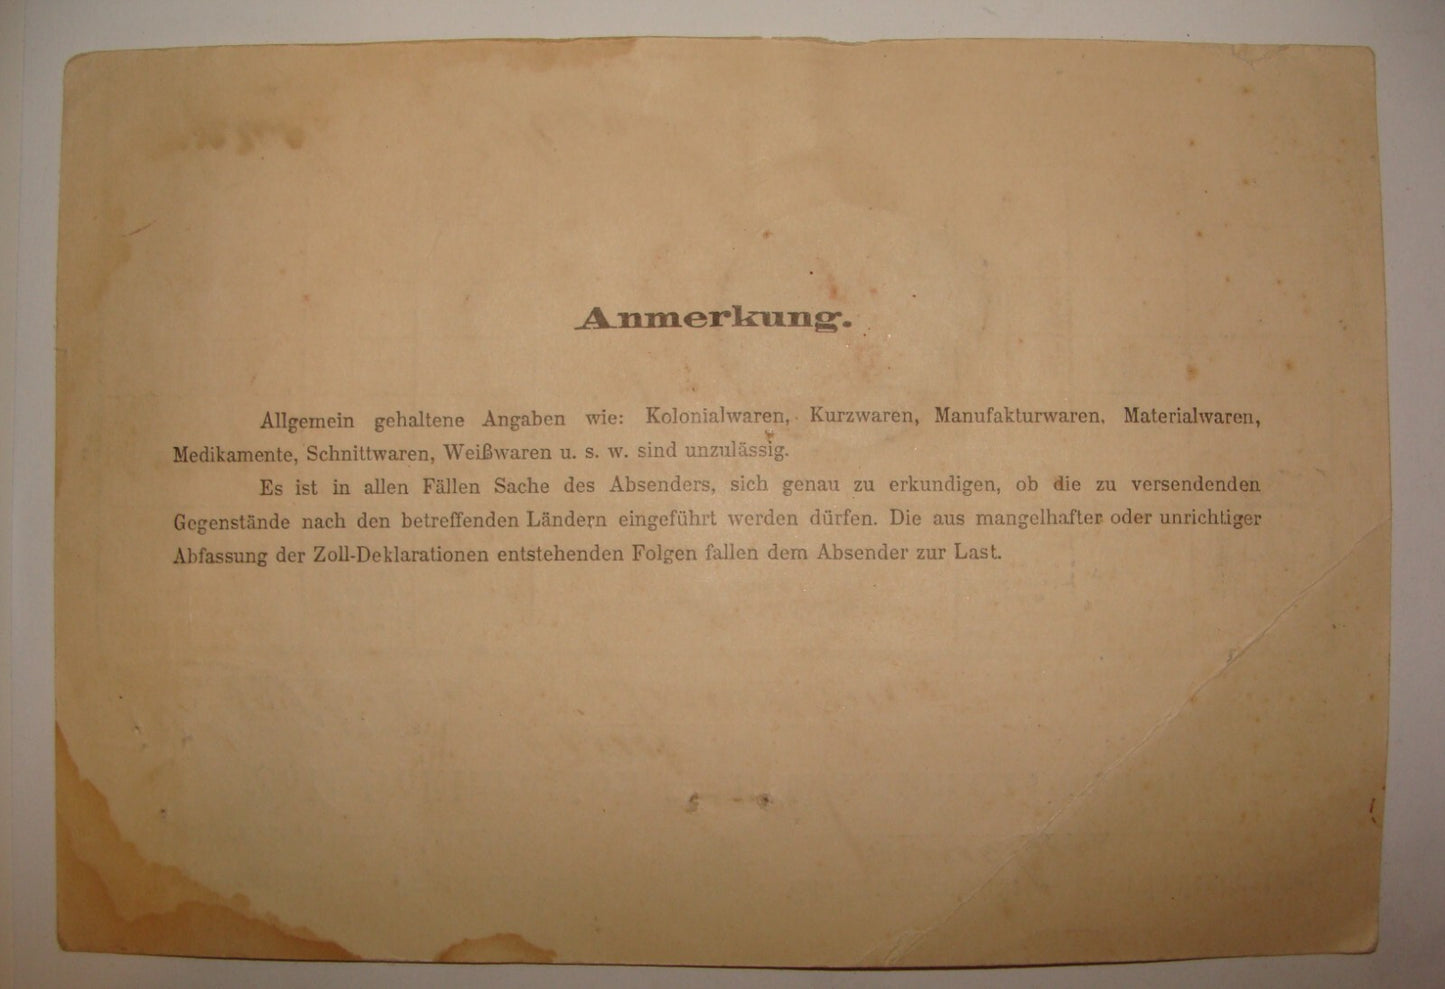 Anmerkung.
Allgemein gehaltene Angaben wie: Kolonialwaren, Kurzwaren, Manufakturwaren, Materialwaren,
Medikamente, Schnittwaren, Weißwaren u. s. w. sind unzulässig.
Es ist in allen Fällen Sache des Absenders, sich genau zu erkundigen, ob die zu versendenden
Gegenstände nach den betreffenden Ländern eingeführt werden dürfen. Die aus mangelhafter oder unrichtiger
Abfassung der Zoll-Deklarationen entstehenden Folgen fallen dem Absender zur Last.